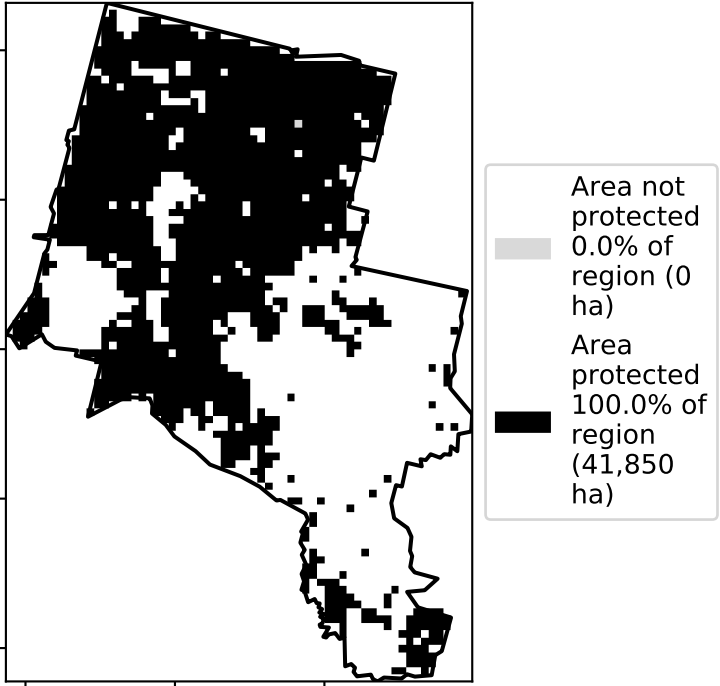 Area not
protected
0.0% of
region (0
ha)
Area
protected
100.0% of
region
(41,850
ha)